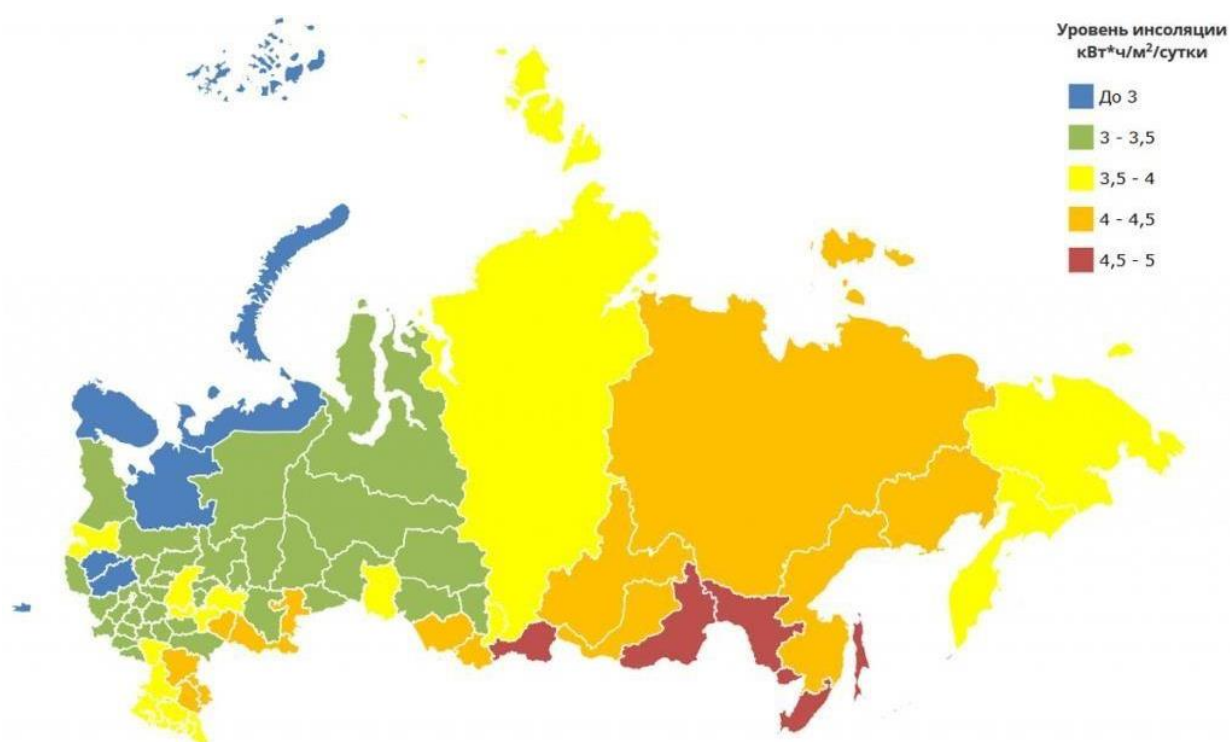 Уровень инсоляции
кВт*ч/м²/сутки
До 3
3 - 3,5
3,5 - 4
4 - 4,5
4,5 - 5